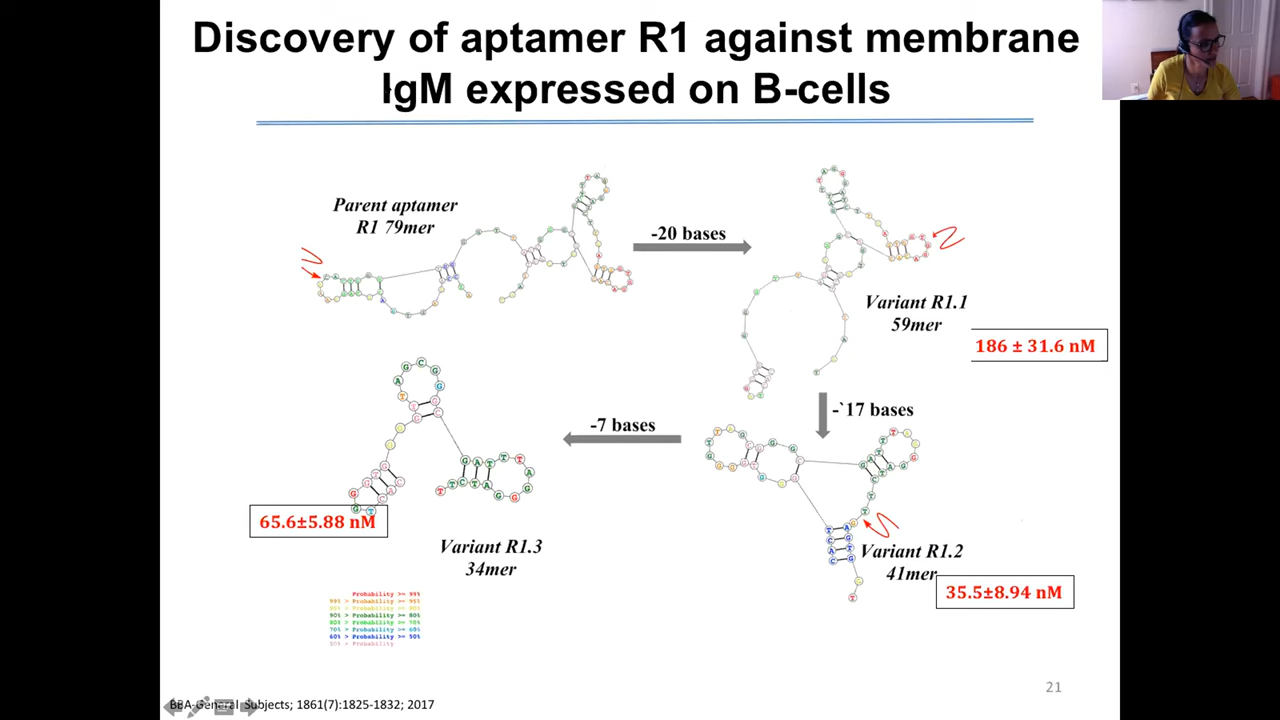 Discovery of aptamer R1 against membrane
IgM expressed on B-cells
Parent aptamer
R1 79mer
-20 bases
Variant R1.1
59mer
186 ± 31.6 nM
-`17 bases
-7 bases
65.6±5.88 nM
Variant R1.3
34mer
Variant R1.2
41mer
35.5±8.94 nM
Probability >= 99%
99% > Probability >= 95%
95% > Probability >= 90%
90% > Probability >= 80%
80% > Probability >= 70%
70% > Probability >= 60%
60% > Probability >= 50%
50% > Probability
21
BBA-General Subjects; 1861(7):1825-1832; 2017